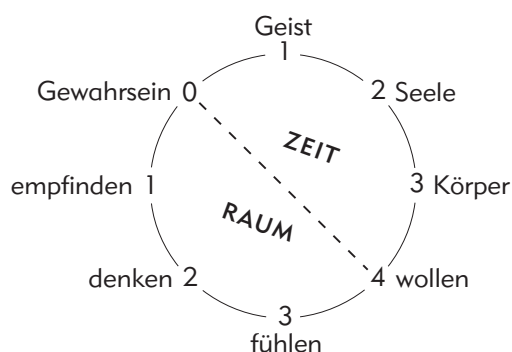 Geist
1
Gewahrsein 0
2 Seele
ZEIT
empfinden 1
3 Körper
RAUM
denken 2
4 wollen
3
fühlen